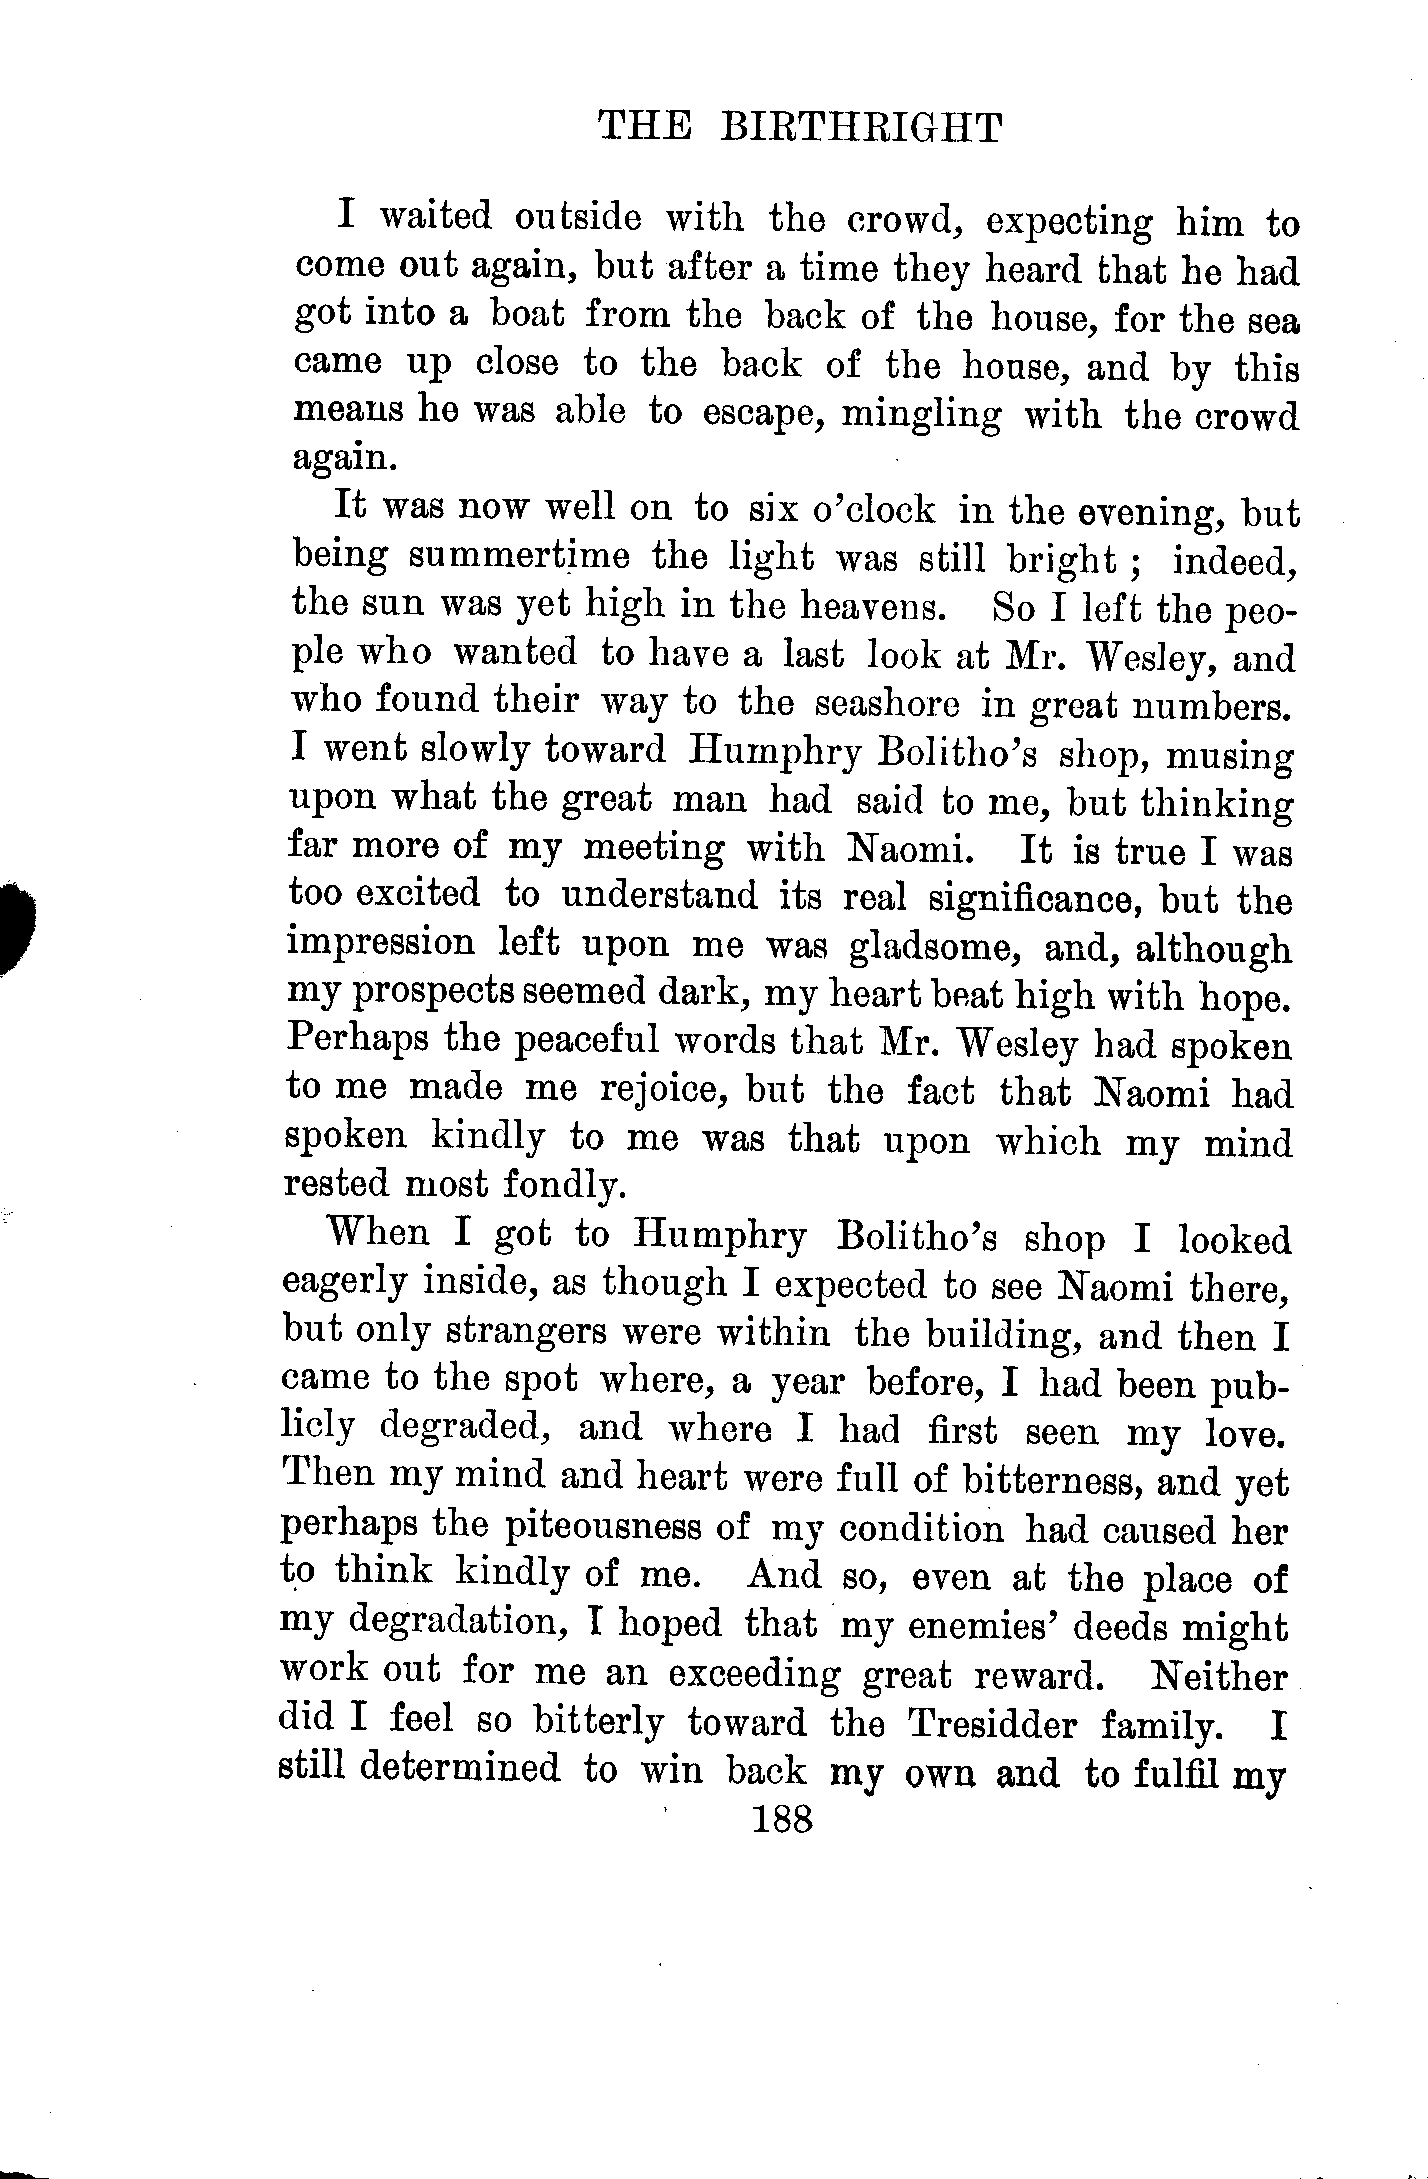 THE BIRTHRIGHT
I waited outside with the crowd, expecting him to
come out again, but after a time they heard that he had
got into a boat from the back of the house, for the sea
came up close to the back of the house, and by this
means he was able to escape, mingling with the crowd
again.
It was now well on to six o'clock in the evening, but
being summertime the light was still bright ; indeed,
the sun was yet high in the heavens. So I left the peo-
ple who wanted to have a last look at Mr. Wesley, and
who found their way to the seashore in great numbers.
I went slowly toward Humphry Bolitho's shop, musing
upon what the great man had said to me, but thinking
far more of my meeting with Naomi. It is true I was
too excited to understand its real significance, but the
impression left upon me was gladsome, and, although
my prospects seemed dark, my heart beat high with hope.
Perhaps the peaceful words that Mr. Wesley had spoken
to me made me rejoice, but the fact that Naomi had
spoken kindly to me was that upon which my mind
rested most fondly.
When I got to Humphry Bolitho's shop I looked
eagerly inside, as though I expected to see Naomi there,
but only strangers were within the building, and then I
came to the spot where, a year before, I had been pub-
licly degraded, and where I had first seen my love.
Then my mind and heart were full of bitterness, and yet
perhaps the piteousness of my condition had caused her
to think kindly of me. And so, even at the place of
my degradation, I hoped that my enemies' deeds might
work out for me an exceeding great reward. Neither
did I feel so bitterly toward the Tresidder family. I
still determined to win back my own and to fulfil my
188